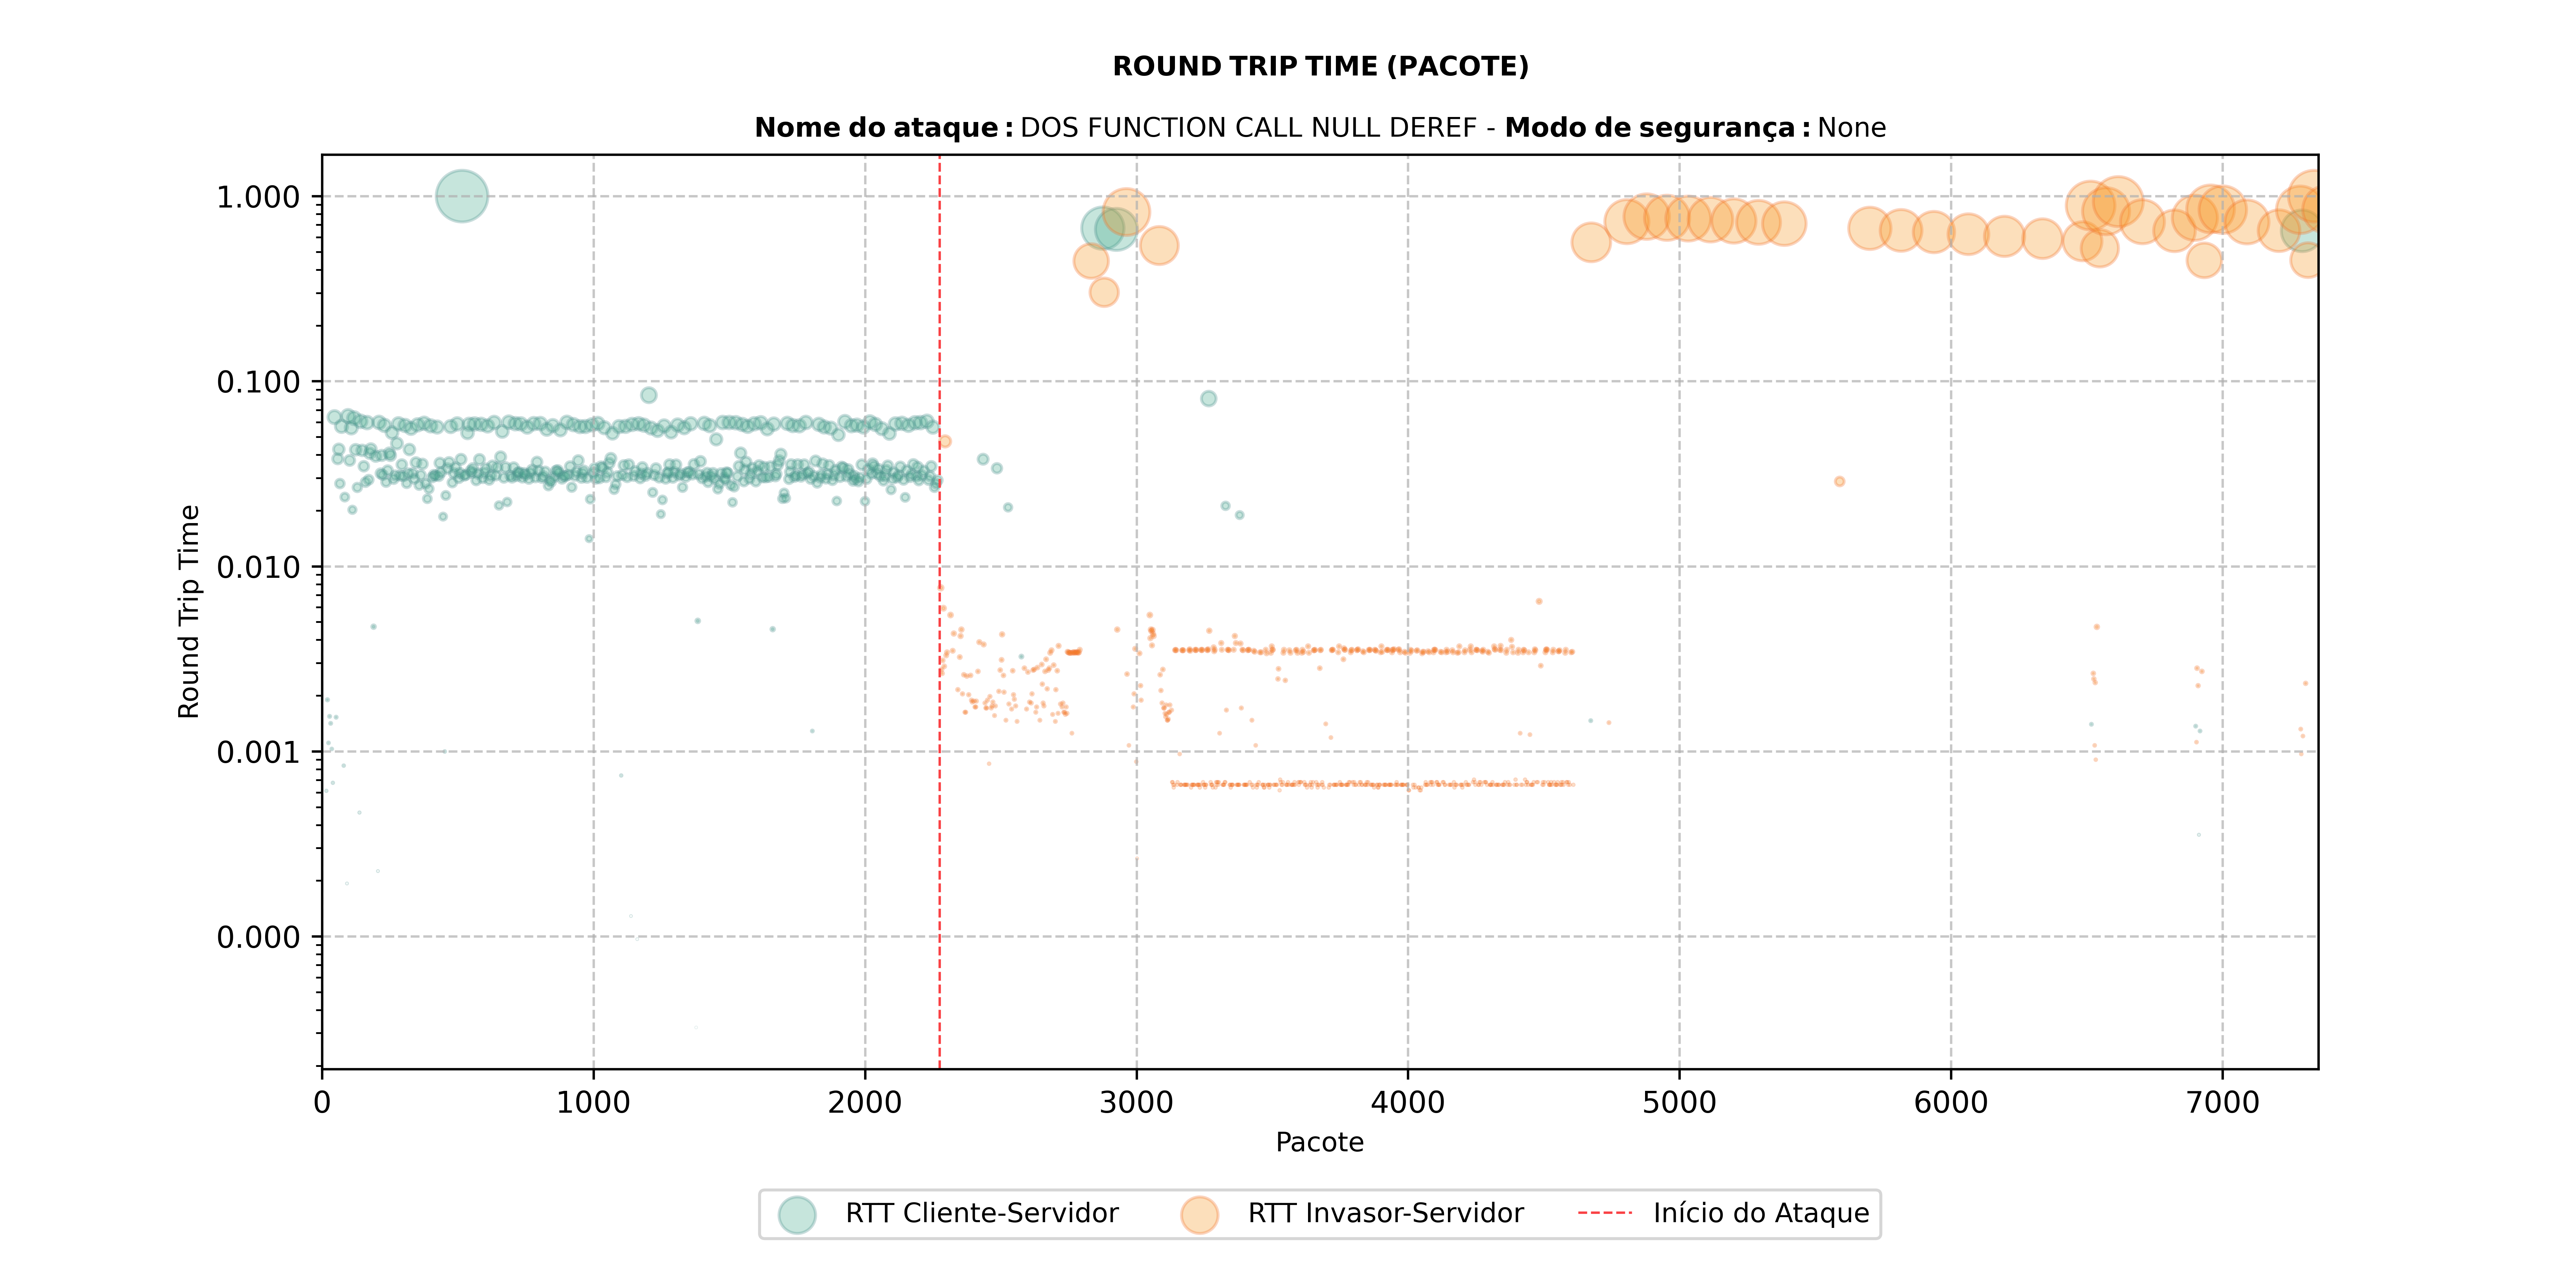 ROUND TRIP TIME (PACOTE)
Nome do ataque : DOS FUNCTION CALL NULL DEREF - Modo de segurança : None
1.000
0.100
0.010
0.001
0.000
Round Trip Time
0 1000 2000 3000 4000 5000 6000 7000
Pacote
RTT Cliente-Servidor RTT Invasor-Servidor Início do Ataque